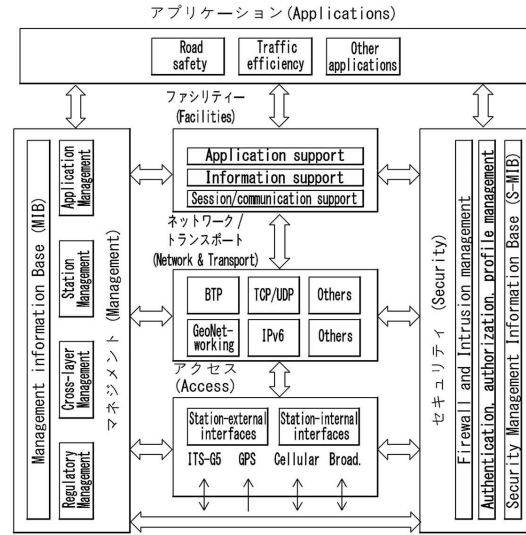 アプリケーション(Applications)
Road
safety
Traffic
efficiency
Other
applications
ファシリティー
(Facilities)
Application support
Information support
Session/communication support
ネットワーク/
トランスポート
(Network & Transport)
BTP
TCP/UDP
Others
GeoNet-
working
IPv6
Others
アクセス
(Access)
Station-external
interfaces
Station-internal
interfaces
ITS-G5
GPS
Cellular
Broad.
Management information Base (MIB)
Application
Management
Station
Management
Cross-layer
Management
Regulatory
Management
マネジメント(Management)
セキュリティ(Security)
Firewall and Intrusion management
Authentication, authorization, profile management
Security Management Information Base (S-MIB)